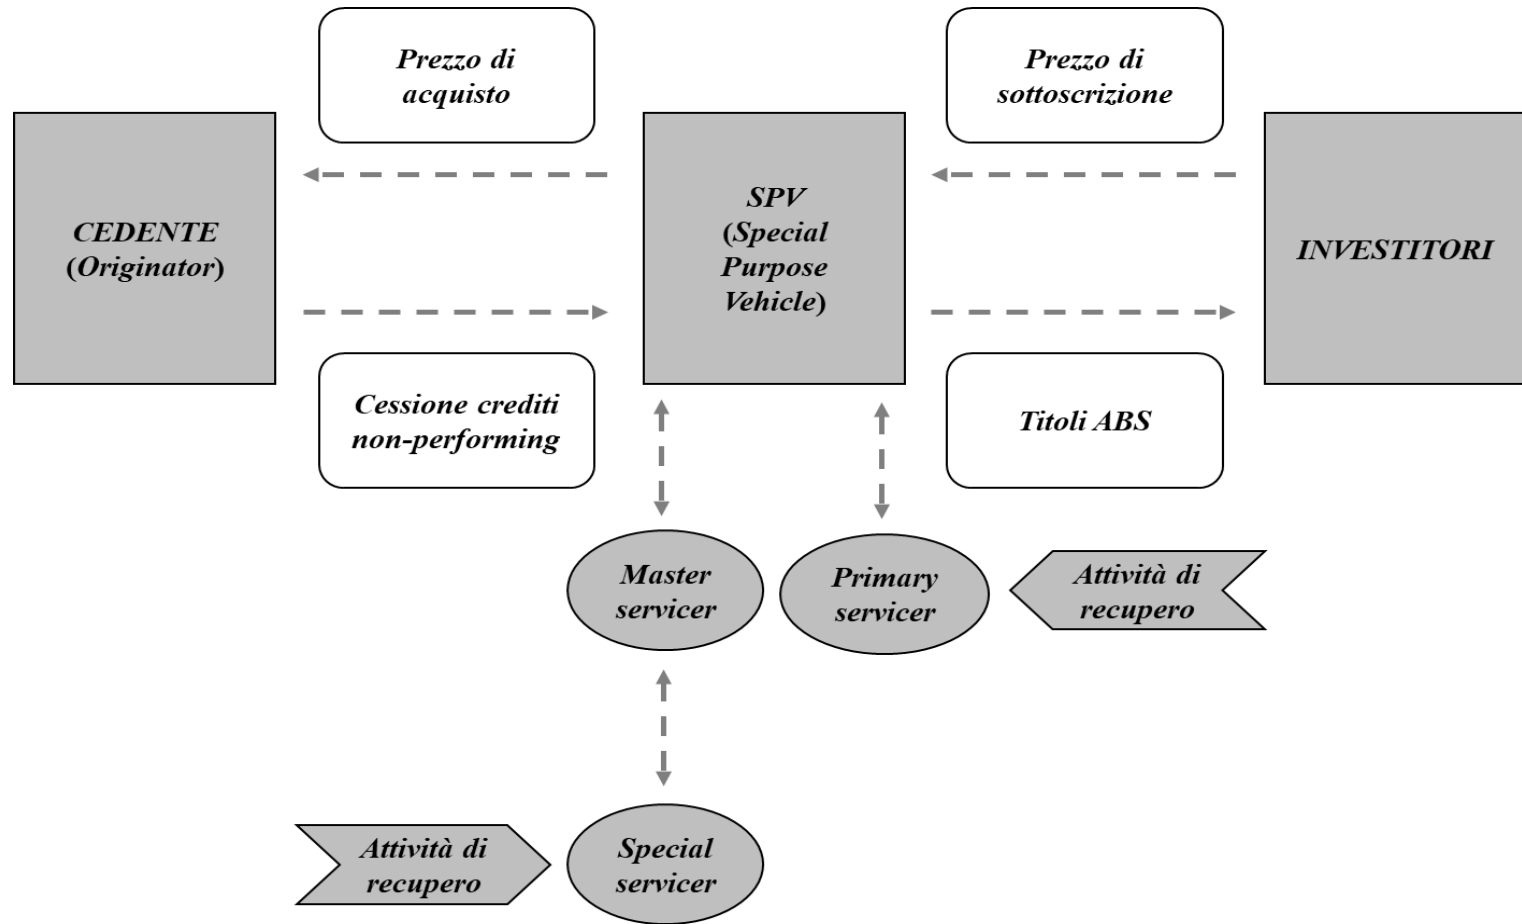 Prezzo di
acquisto
Prezzo di
sottoscrizione
CEDENTE
(Originator)
SPV
(Special
Purpose
Vehicle)
INVESTITORI
Cessione crediti
non-performing
Titoli ABS
Master
servicer
Primary
servicer
Attività di
recupero
Attività di
recupero
Special
servicer